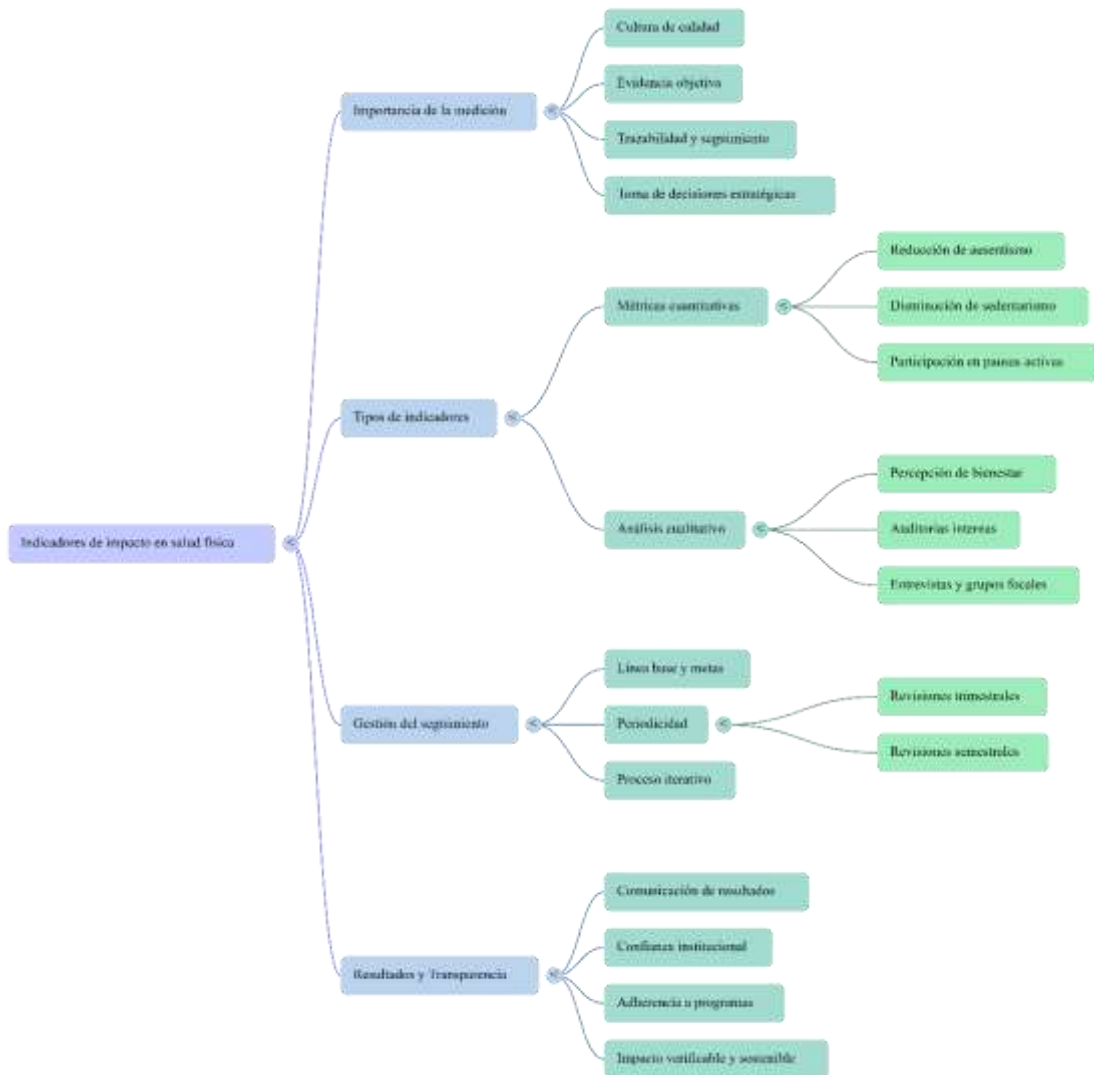 Indicadores de impacto en salud física
Importancia de la medición
Cultura de calidad
Evidencia objetiva
Trazabilidad y seguimiento
Toma de decisiones estratégicas
Tipos de indicadores
Métricas cuantitativas
Reducción de ausentismo
Disminución de sedentarismo
Participación en pausas activas
Análisis cualitativo
Percepción de bienestar
Auditorías internas
Entrevistas y grupos focales
Gestión del seguimiento
Línea base y metas
Periodicidad
Revisiones trimestrales
Revisiones semestrales
Proceso iterativo
Resultados y Transparencia
Comunicación de resultados
Confianza institucional
Adherencia a programas
Impacto verificable y sostenible